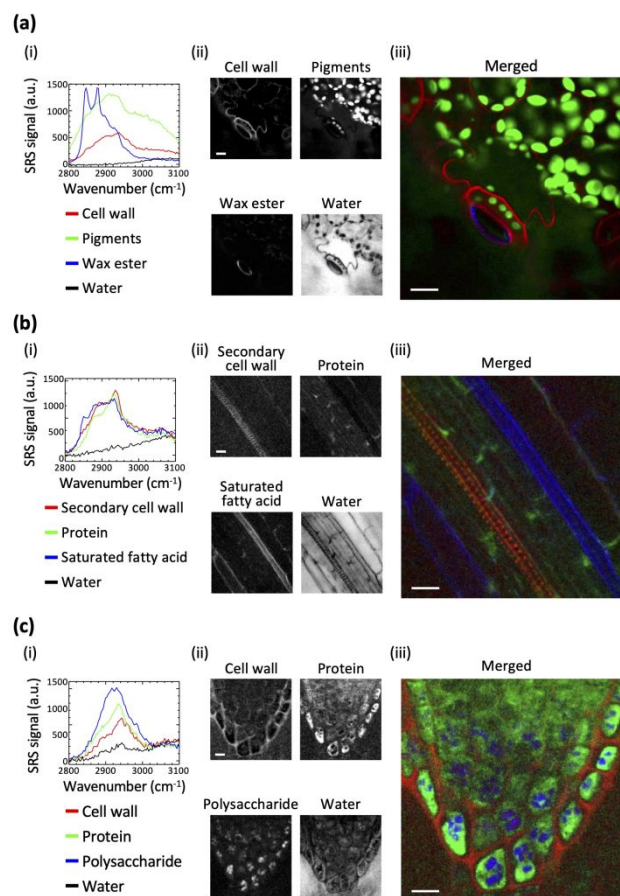 (a)
(i)
(ii)
(iii)
Cell wall
Pigments
Merged
SRS signal (a.u.)
1500
1000
500
0
2800 2900 3000 3100
Wavenumber (cm-1)
Cell wall
Pigments
Wax ester
Water
Wax ester
Water
(b)
(i)
(ii)
(iii)
Secondary cell wall
Protein
Merged
SRS signal (a.u.)
1500
1000
500
0
2800 2900 3000 3100
Wavenumber (cm-1)
Secondary cell wall
Protein
Saturated fatty acid
Water
Saturated fatty acid
Water
(c)
(i)
(ii)
(iii)
Cell wall
Protein
Merged
SRS signal (a.u.)
1500
1000
500
0
2800 2900 3000 3100
Wavenumber (cm-1)
Cell wall
Protein
Polysaccharide
Water
Polysaccharide
Water